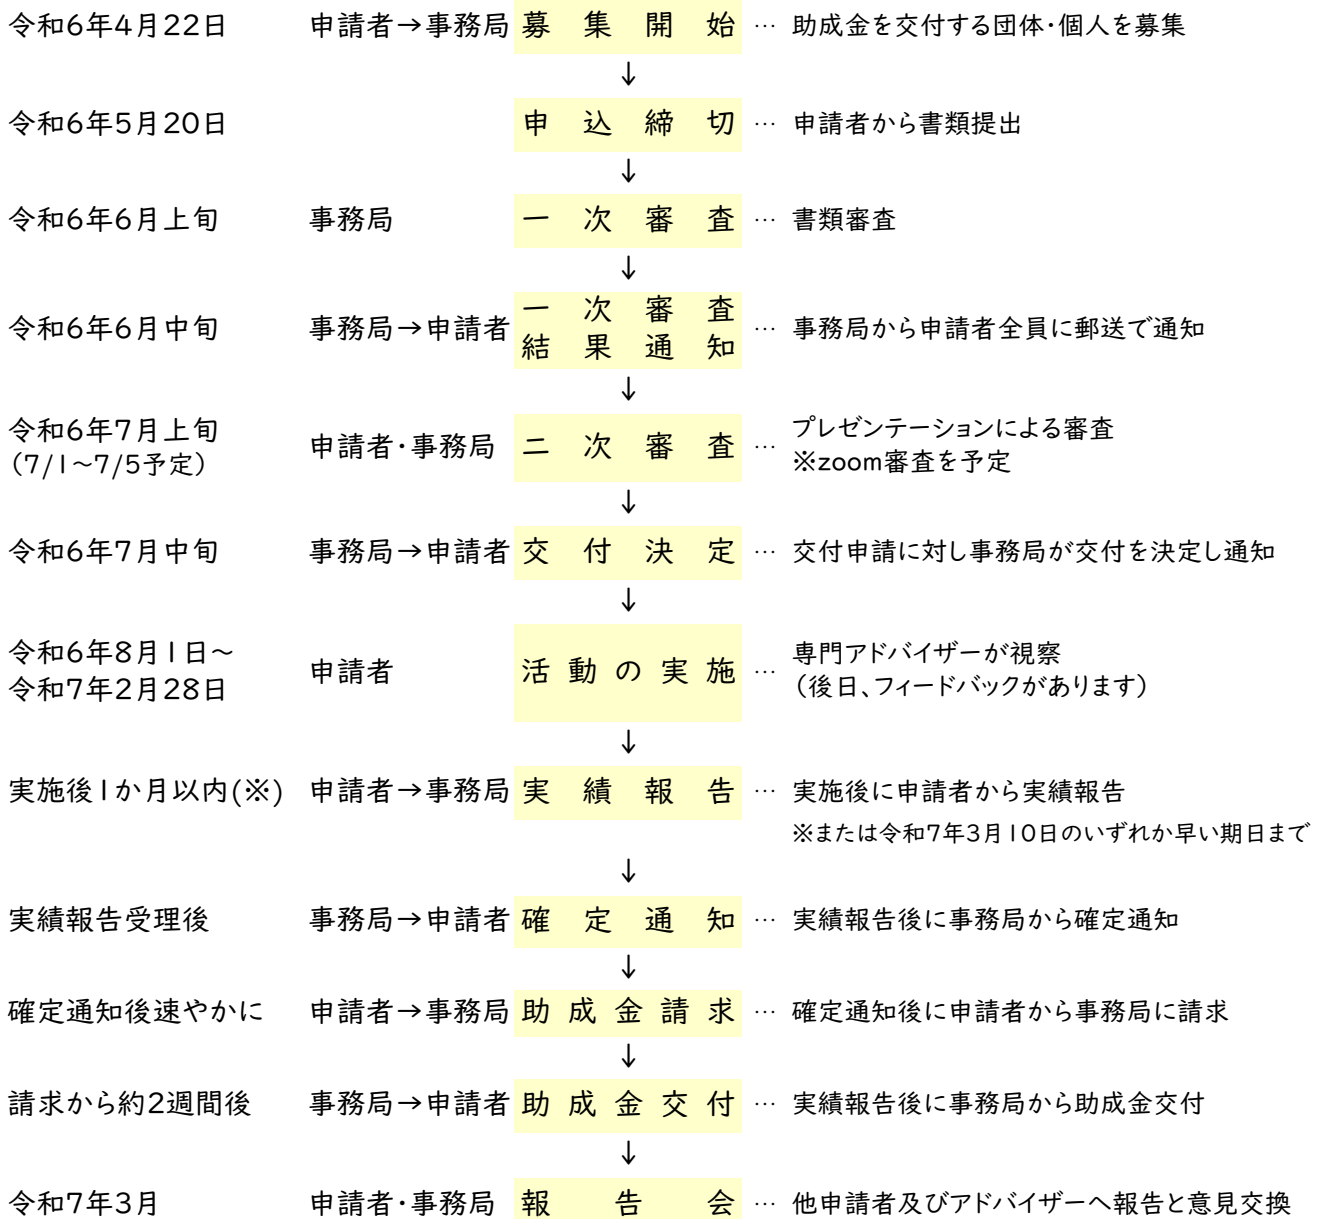 令和6年4月22日 申請者→事務局 募集開始 … 助成金を交付する団体・個人を募集
↓
令和6年5月20日 申込締切 … 申請者から書類提出
↓
令和6年6月上旬 事務局 一次審査 … 書類審査
↓
令和6年6月中旬 事務局→申請者 一次審査
結果通知 … 事務局から申請者全員に郵送で通知
↓
令和6年7月上旬
(7/1~7/5予定) 申請者・事務局 二次審査 … プレゼンテーションによる審査
※zoom審査を予定
↓
令和6年7月中旬 事務局→申請者 交付決定 … 交付申請に対し事務局が交付を決定し通知
↓
令和6年8月1日~
令和7年2月28日 申請者 活動の実施 … 専門アドバイザーが視察
(後日、フィードバックがあります)
↓
実施後1か月以内(※) 申請者→事務局 実績報告 … 実施後に申請者から実績報告
※または令和7年3月10日のいずれか早い期日まで
↓
実績報告受理後 事務局→申請者 確定通知 … 実績報告後に事務局から確定通知
↓
確定通知後速やかに 申請者→事務局 助成金請求 … 確定通知後に申請者から事務局に請求
↓
請求から約2週間後 事務局→申請者 助成金交付 … 実績報告後に事務局から助成金交付
↓
令和7年3月 申請者・事務局 報告会 … 他申請者及びアドバイザーへ報告と意見交換